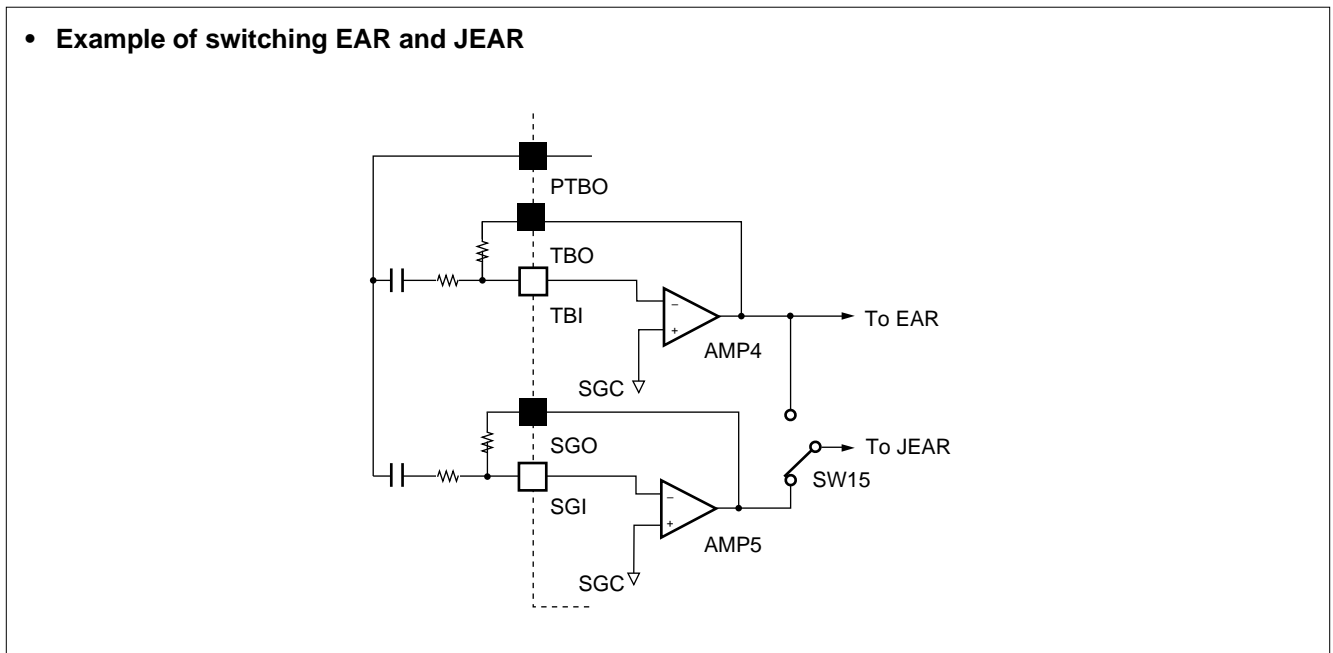 • Example of switching EAR and JEAR
PTBO
TBO
TBI
−
+
AMP4
To EAR
SGC
SGO
SGI
−
+
AMP5
To JEAR
SW15
SGC